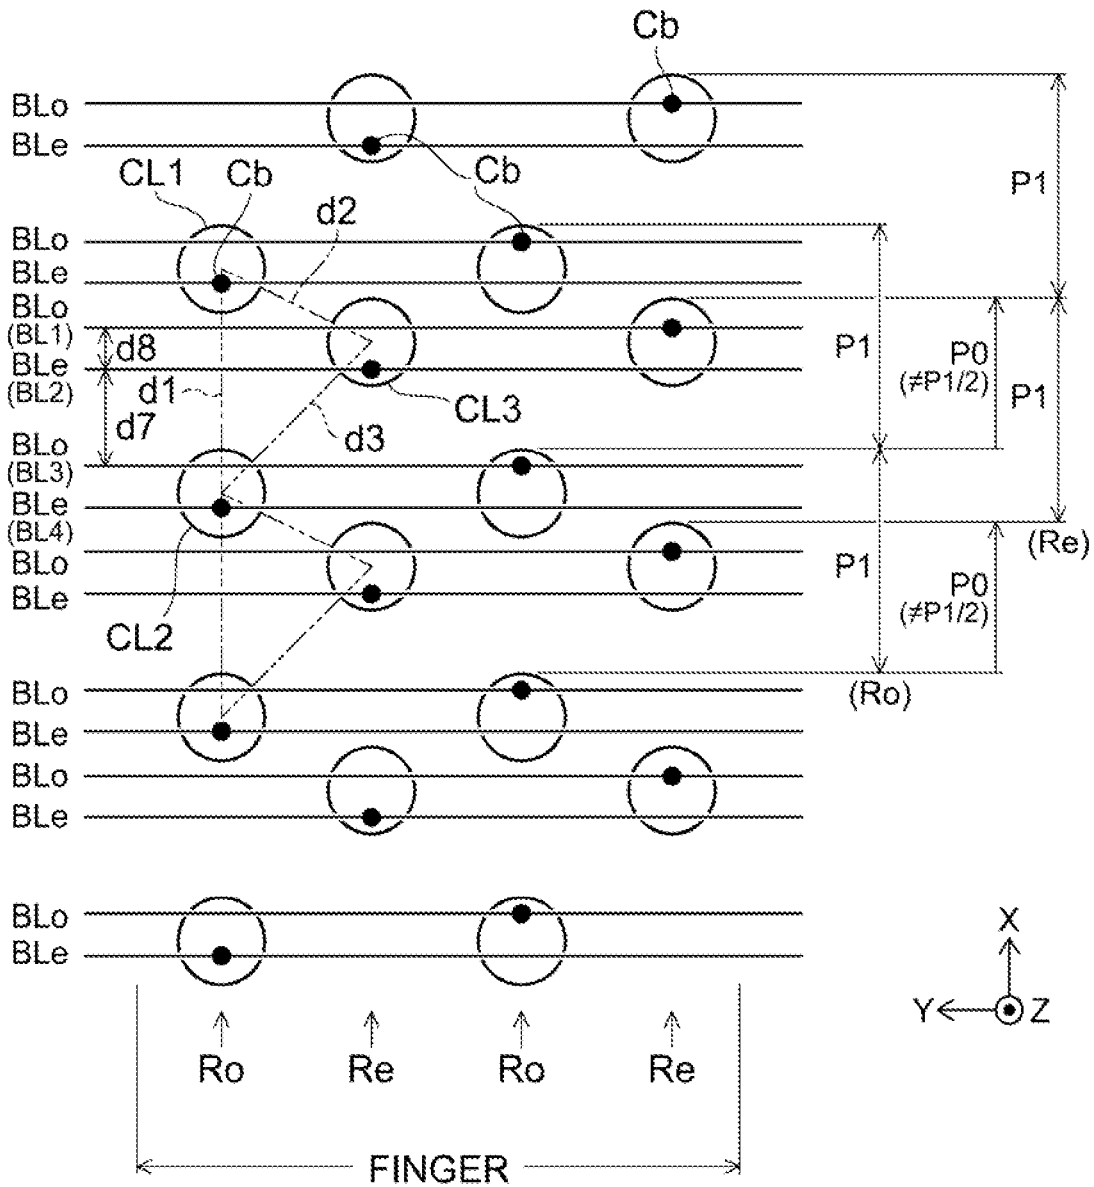 Cb
BLo
BLe
P1
CL1
Cb
Cb
d2
BLo
BLe
BLo
(BL1)
d8
P1
P0
(≠P1/2)
P1
BLe
(BL2)
d1
CL3
d7
d3
BLo
(BL3)
BLe
(BL4)
(Re)
BLo
P1
P0
(≠P1/2)
BLe
CL2
BLo
(Ro)
BLe
BLo
BLe
BLo
X
BLe
Y
Z
Ro
Re
Ro
Re
FINGER